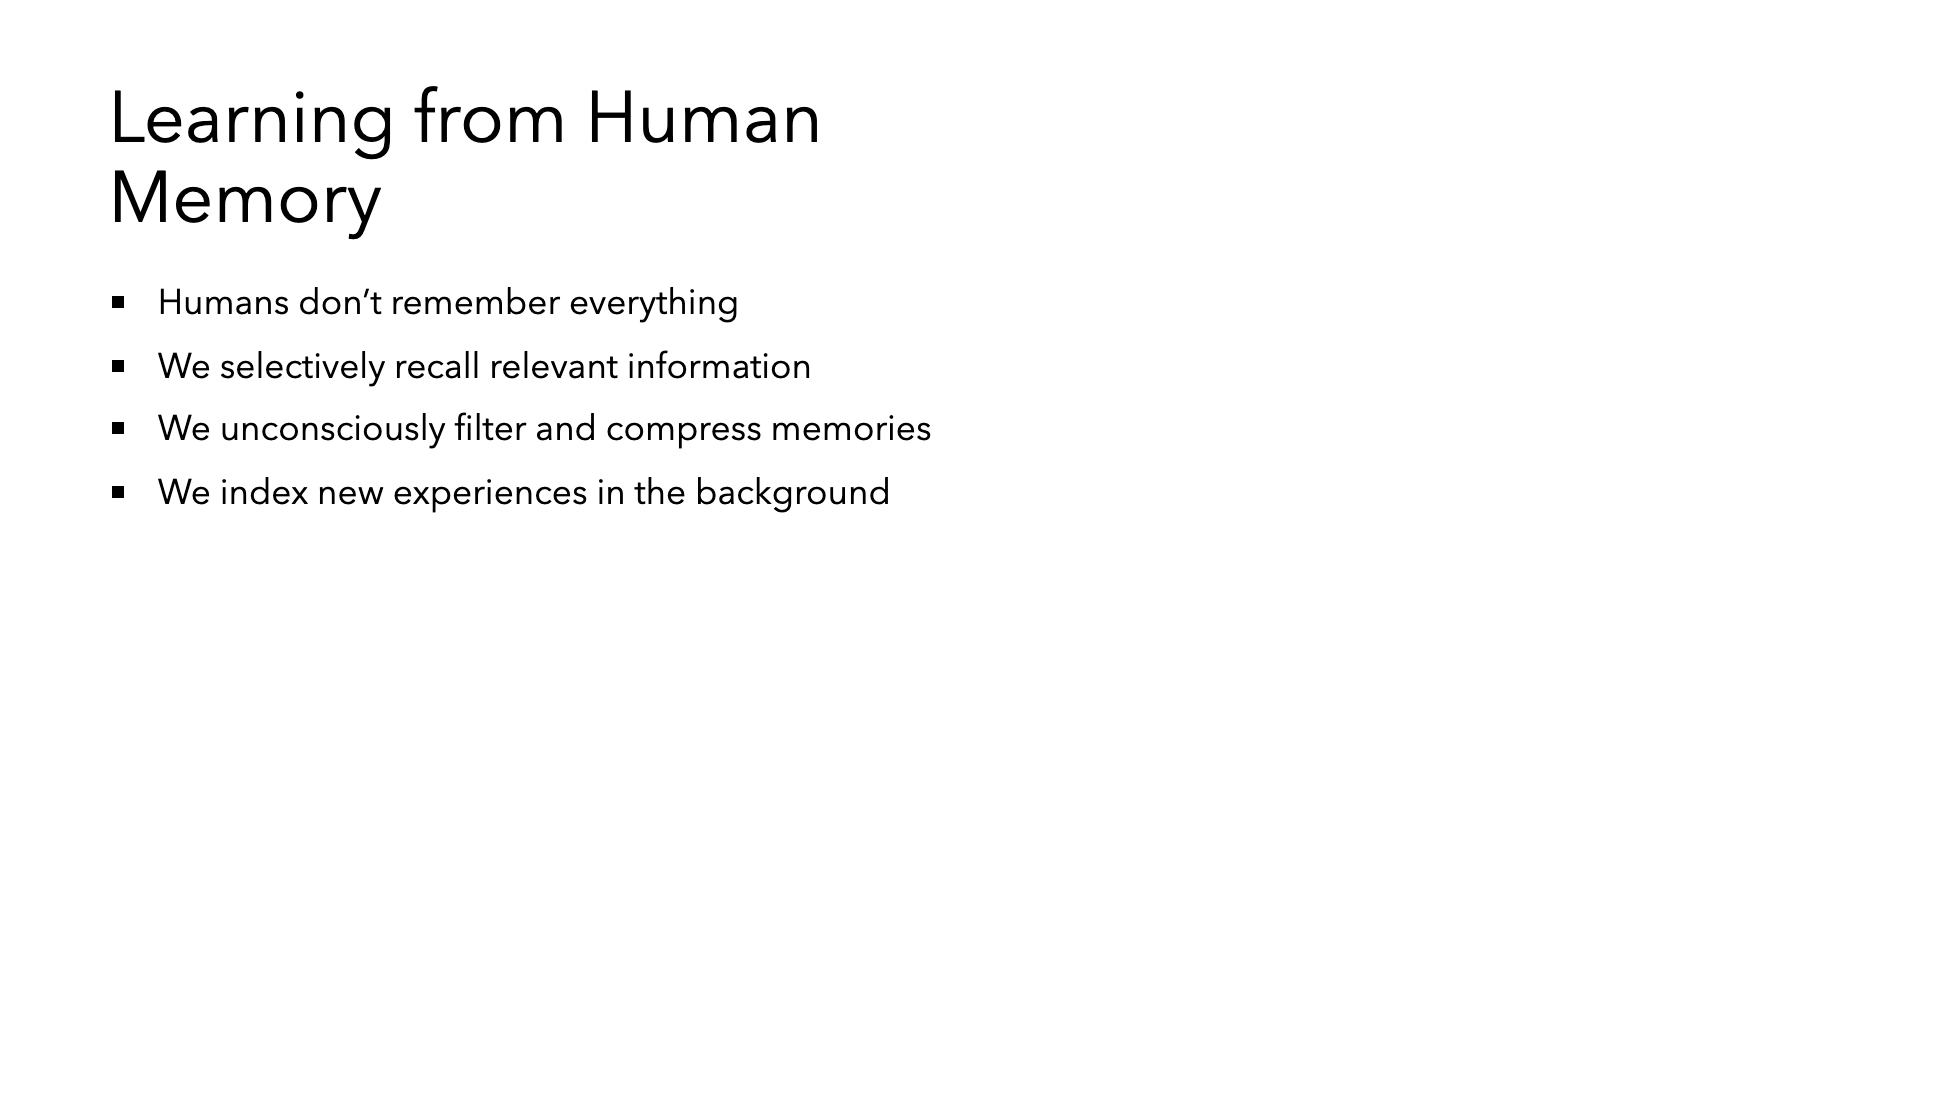 Learning from Human
Memory
▪ Humans don’t remember everything
▪ We selectively recall relevant information
▪ We unconsciously filter and compress memories
▪ We index new experiences in the background